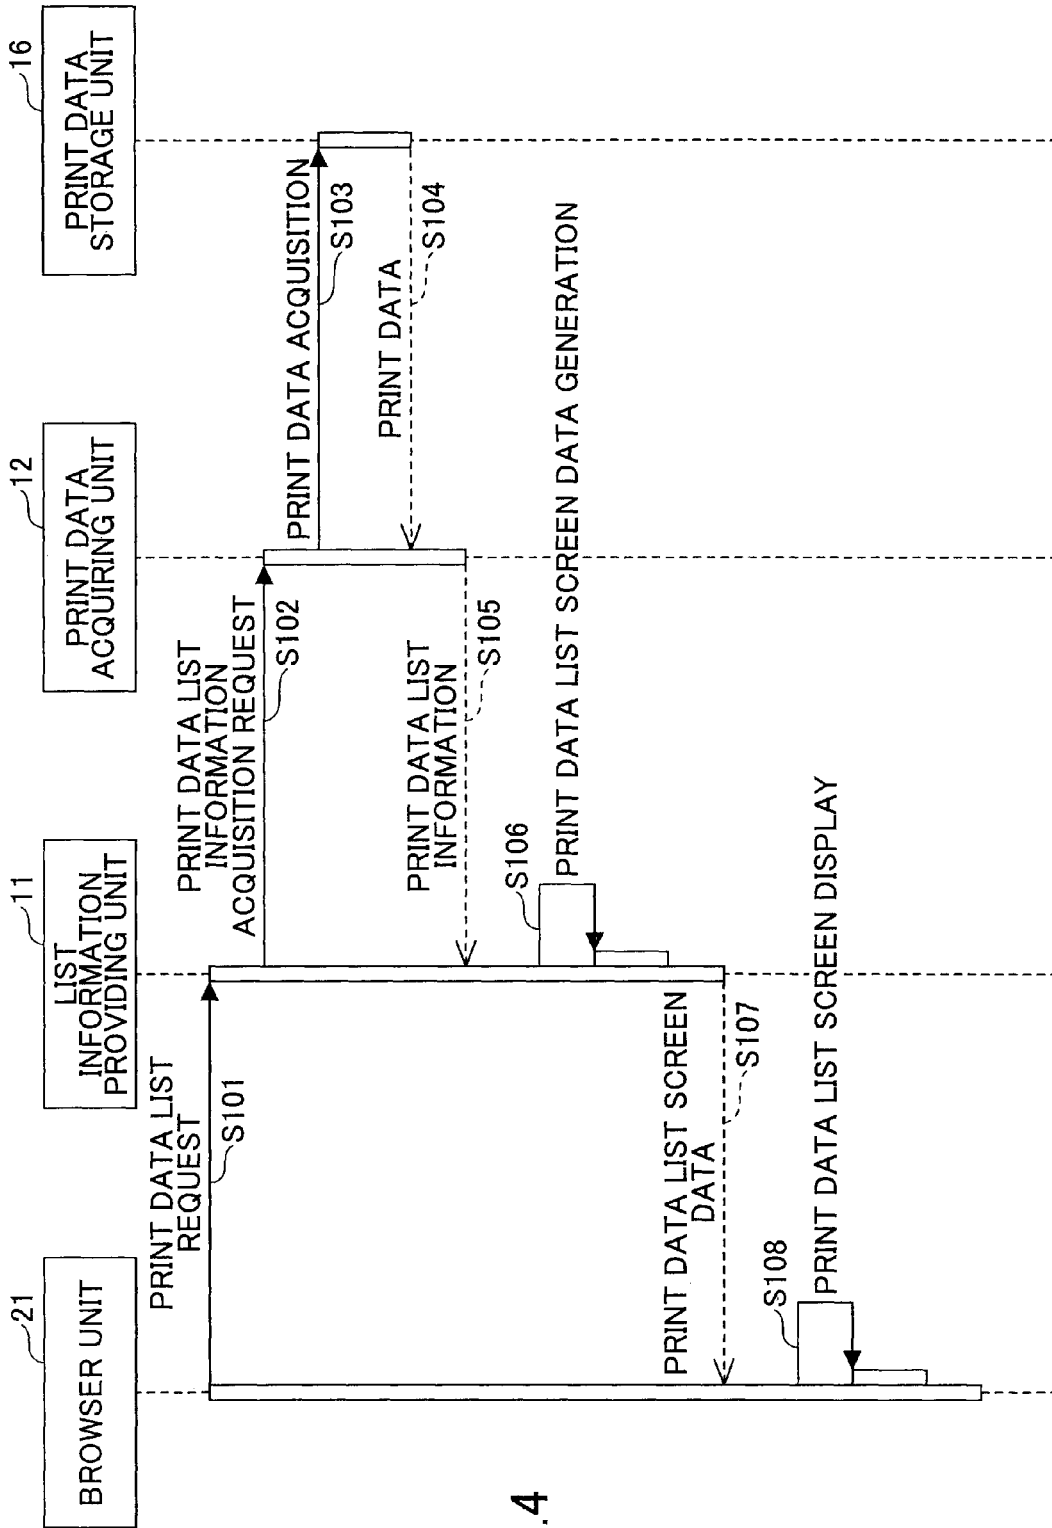 21
BROWSER UNIT
11
LIST
INFORMATION
PROVIDING UNIT
12
PRINT DATA
ACQUIRING UNIT
16
PRINT DATA
STORAGE UNIT
PRINT DATA LIST
REQUEST
S101
PRINT DATA LIST
INFORMATION
ACQUISITION REQUEST
S102
PRINT DATA ACQUISITION
S103
PRINT DATA
S104
PRINT DATA LIST
INFORMATION
S105
S106
PRINT DATA LIST SCREEN DATA GENERATION
PRINT DATA LIST SCREEN
DATA
S107
S108
PRINT DATA LIST SCREEN DISPLAY
.4